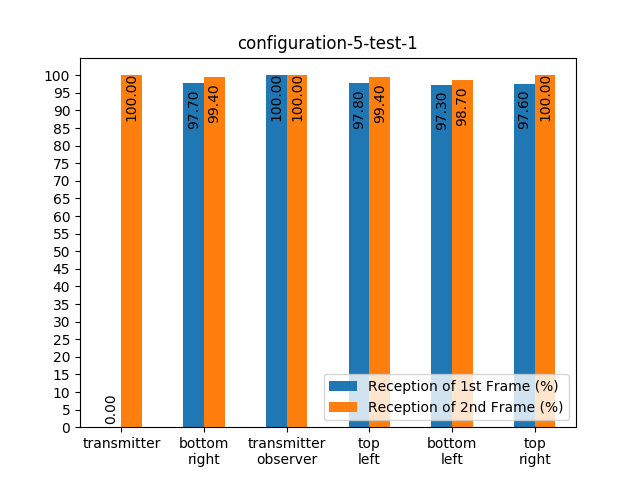 configuration-5-test-1
100
95
90
85
80
75
70
65
60
55
50
45
40
35
30
25
20
15
10
5
0
0.00
100.00
97.70
99.40
100.00
100.00
97.80
99.40
97.30
98.70
97.60
100.00
Reception of 1st Frame (%)
Reception of 2nd Frame (%)
transmitter
bottom
right
transmitter
observer
top
left
bottom
left
top
right